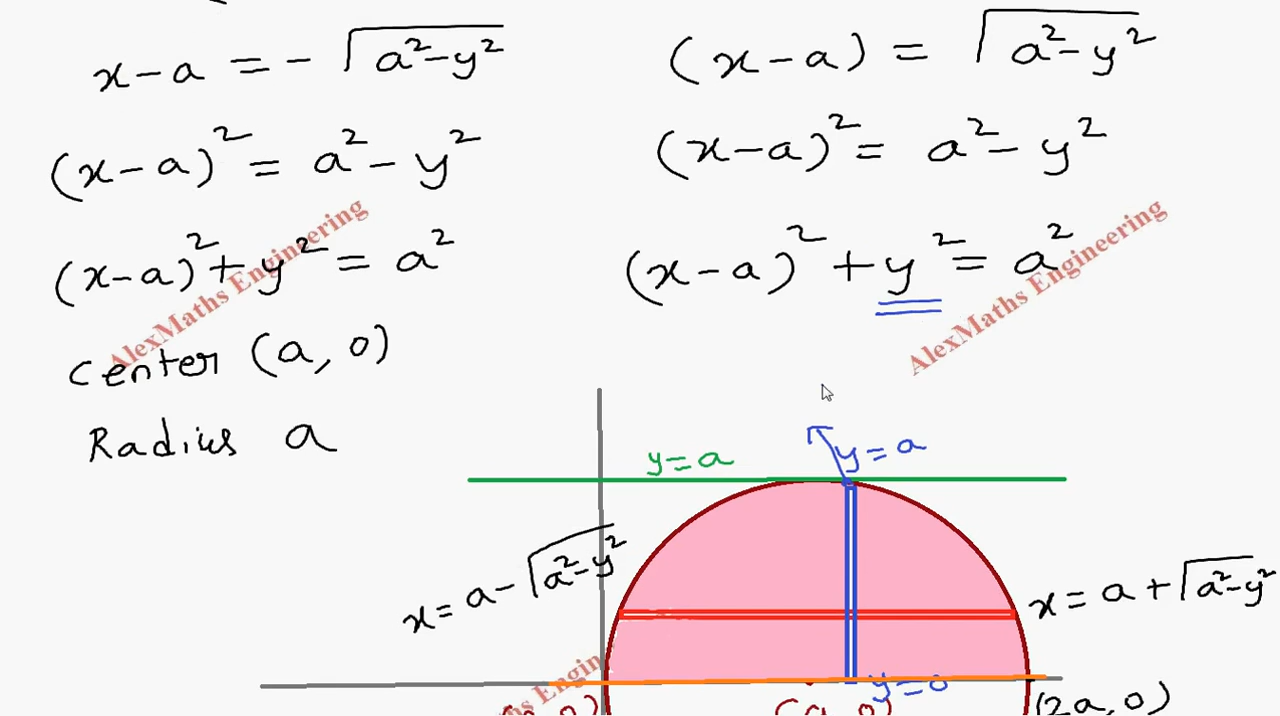 x-a = -√(a²-y²)
(x-a)² = a²-y²
(x-a)²+y² = a²
Center (a, 0)
Radius a
(x-a) = √(a²-y²)
(x-a)² = a²-y²
(x-a)²+y² = a²
AlexMaths Engineering
AlexMaths Engineering
y=a
y=a
x=a-√(a²-y²)
x=a+√(a²-y²)
y=0
(a, 0)
(2a, 0)